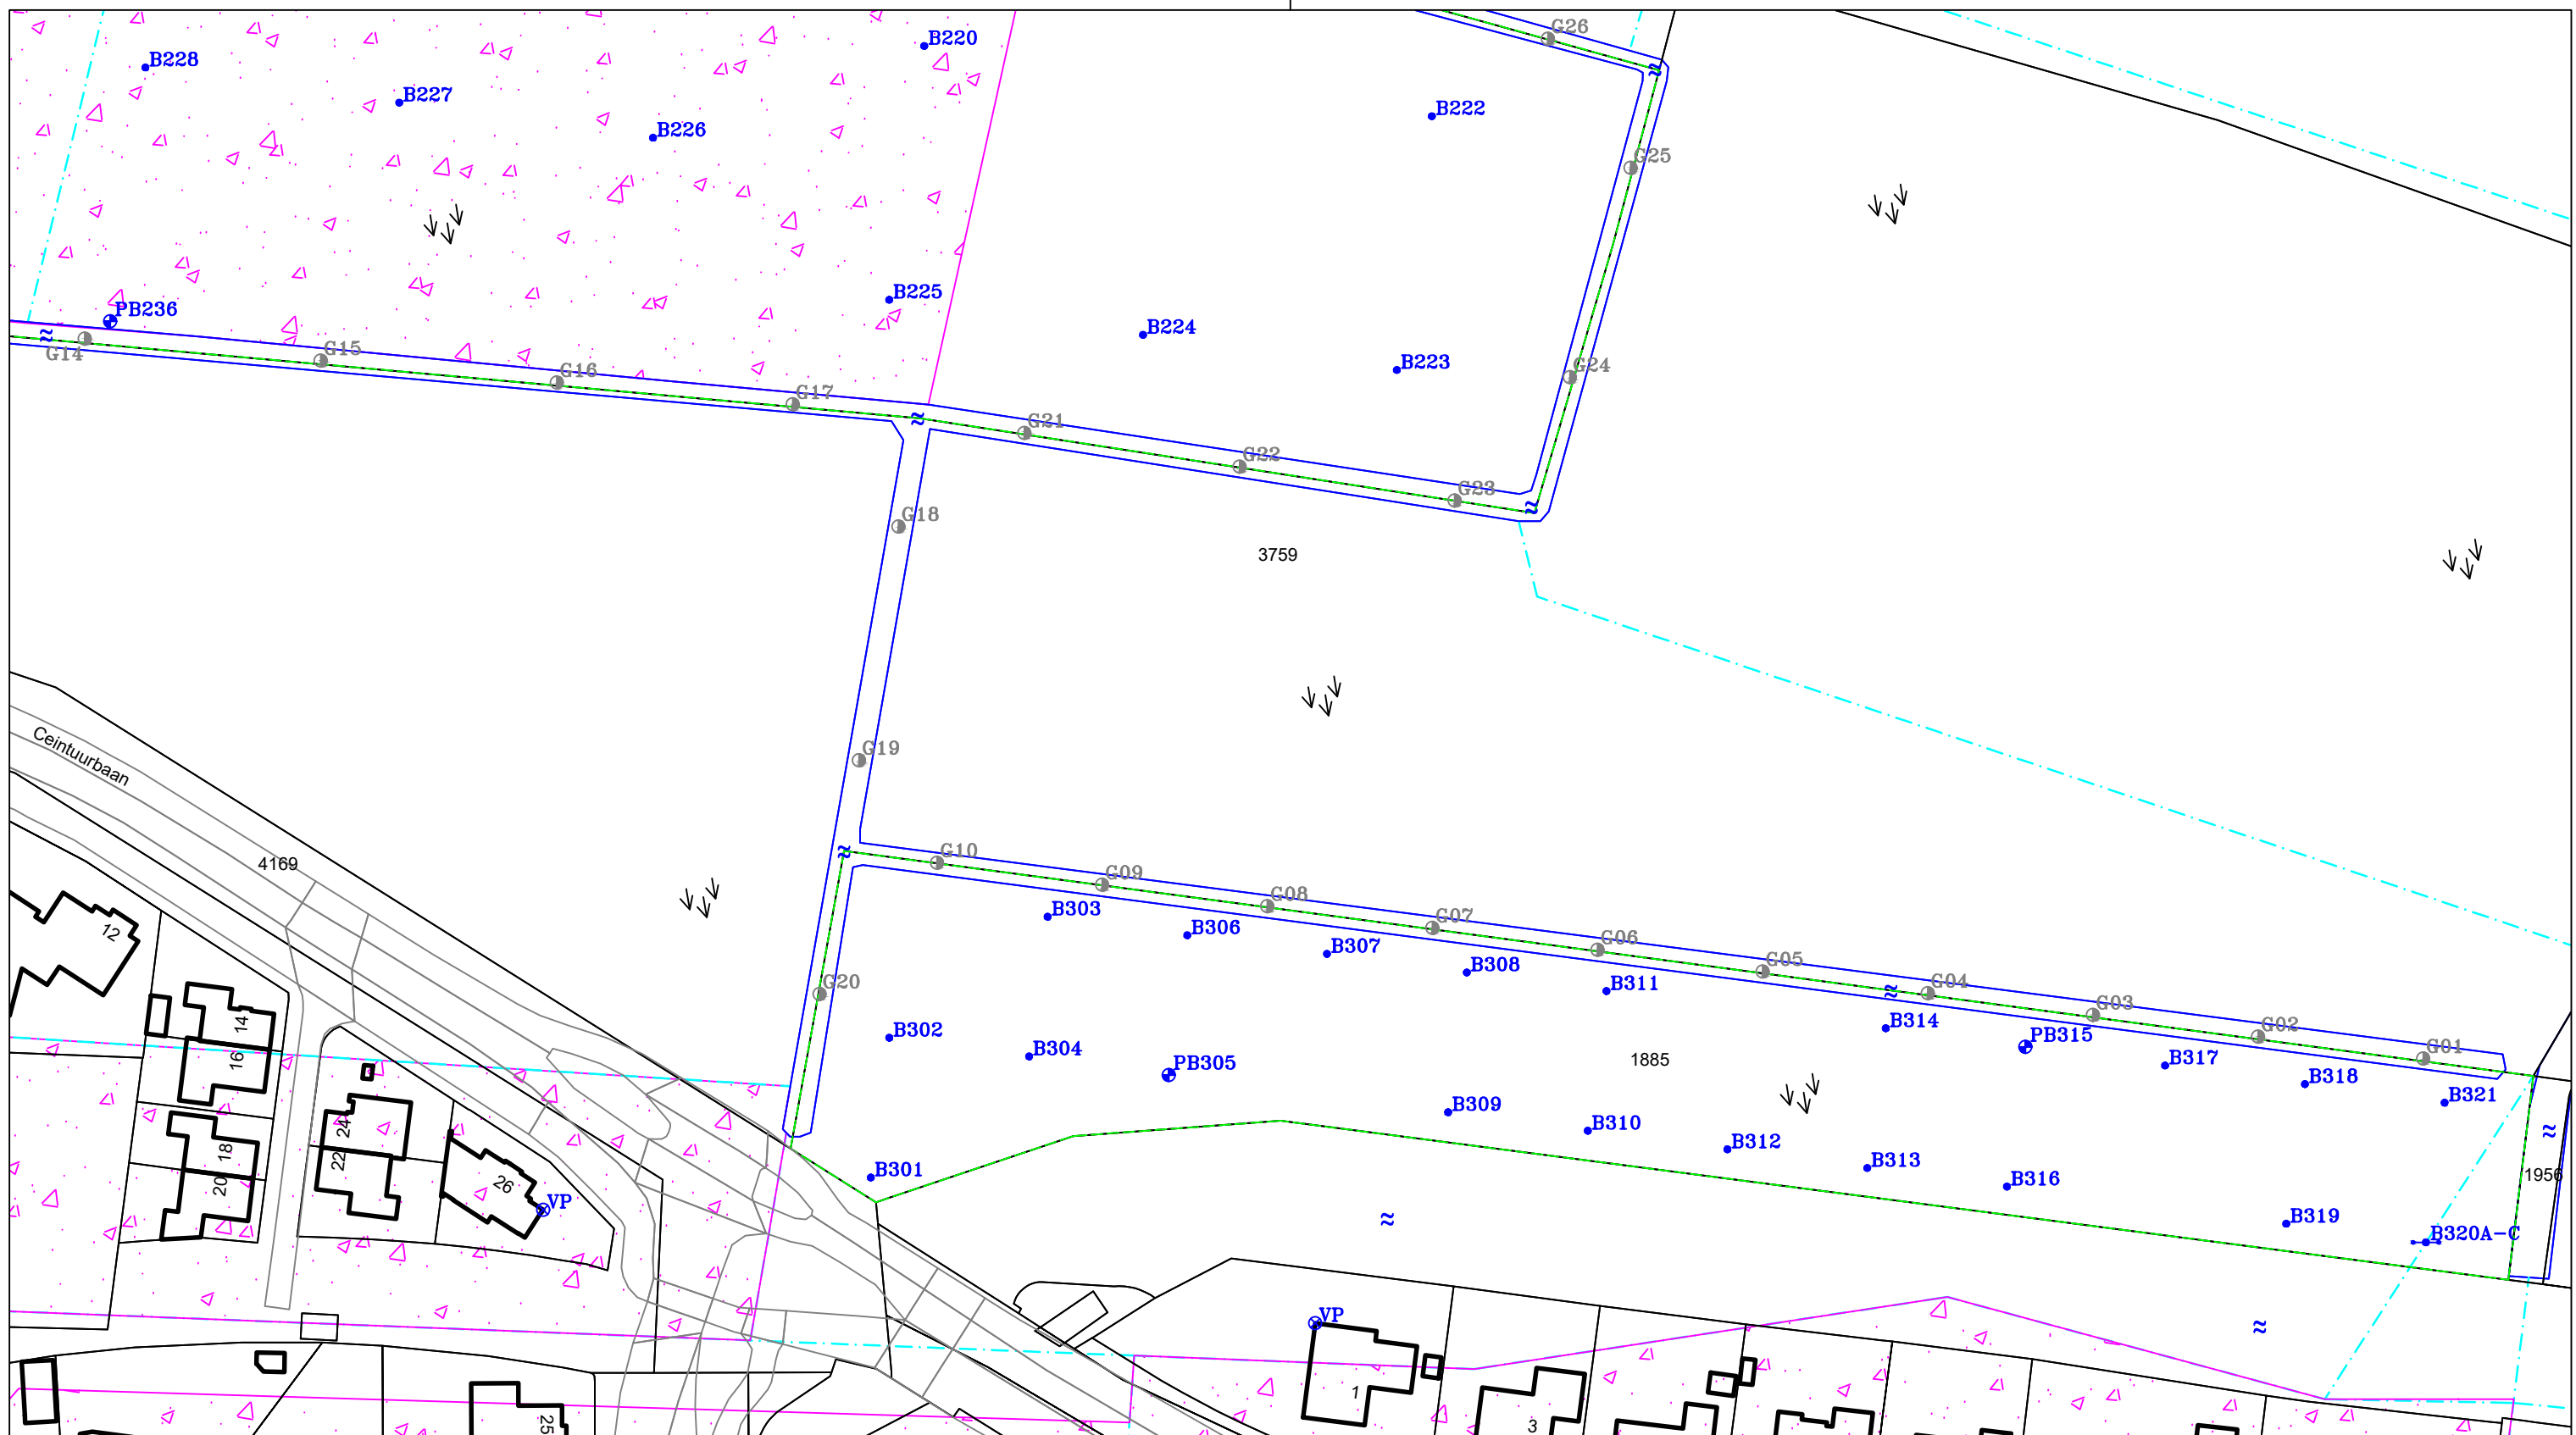 G26
B220
B228
B227
B222
B226
G25
B225
PB236
B224
G14
G15
B223
G24
G16
G17
G21
G22
G23
G18
3759
Ceintuurbaan
G19
4169
G10
G09
G08
B303
G07
12
B306
G06
B307
G05
B308
G04
G20
B311
G03
14
B302
B314
G02
PB315
16
B304
G01
1885
B317
PB305
B318
B321
B309
24
B310
18
22
B312
B313
1956
B301
B316
20
26
VP
B319
B320A-C
VP
1
25
3